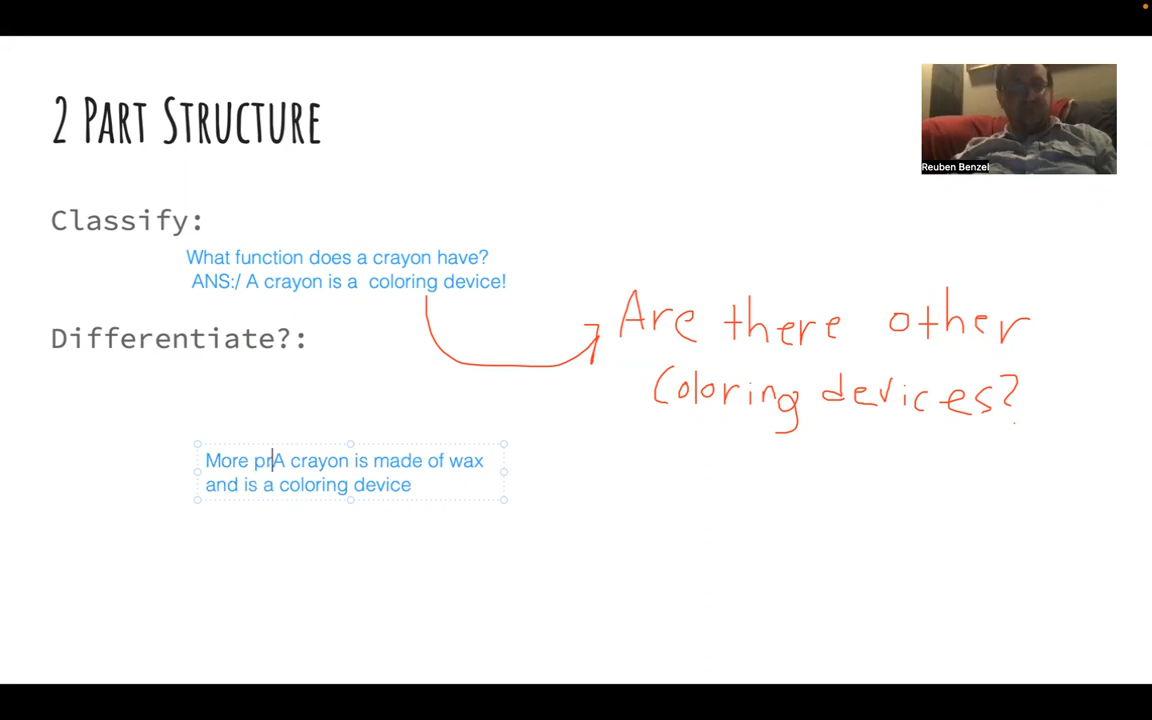 2 Part Structure
Reuben Benzel
Classify:
What function does a crayon have?
ANS:/ A crayon is a coloring device!
Differentiate?:
Are there other
Coloring devices?
More prA crayon is made of wax
and is a coloring device